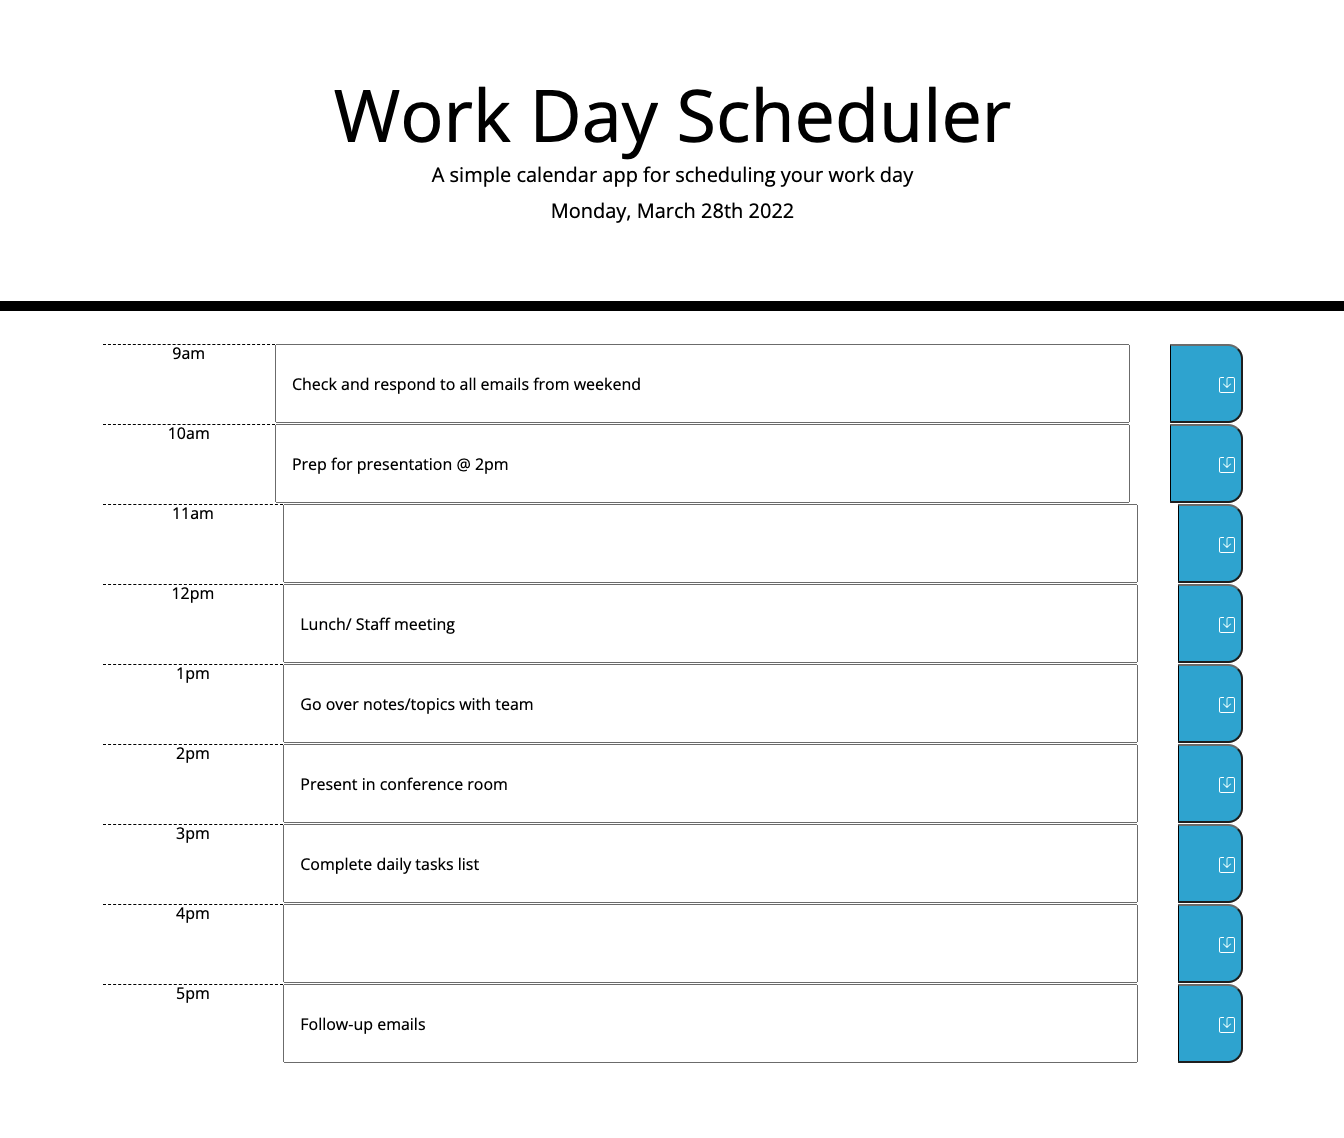 Work Day Scheduler
A simple calendar app for scheduling your work day
Monday, March 28th 2022
9am
Check and respond to all emails from weekend
10am
Prep for presentation @ 2pm
11am
12pm
Lunch/ Staff meeting
1pm
Go over notes/topics with team
2pm
Present in conference room
3pm
Complete daily tasks list
4pm
5pm
Follow-up emails